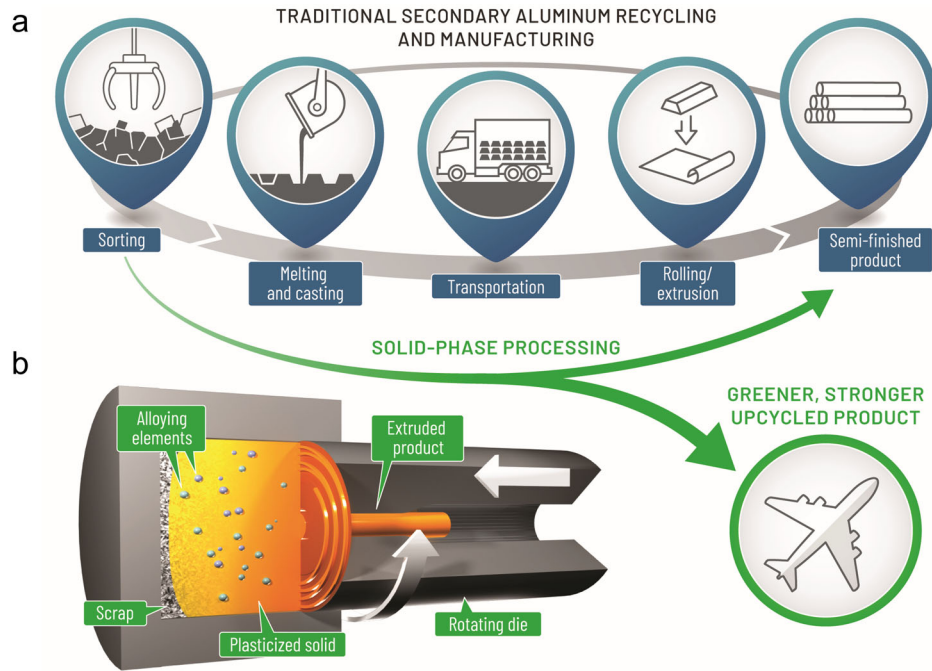 a
TRADITIONAL SECONDARY ALUMINUM RECYCLING
AND MANUFACTURING
Sorting
Melting
and casting
Transportation
Rolling/
extrusion
Semi-finished
product
SOLID-PHASE PROCESSING
b
GREENER, STRONGER
UPCYCLED PRODUCT
Alloying
elements
Extruded
product
Scrap
Plasticized solid
Rotating die